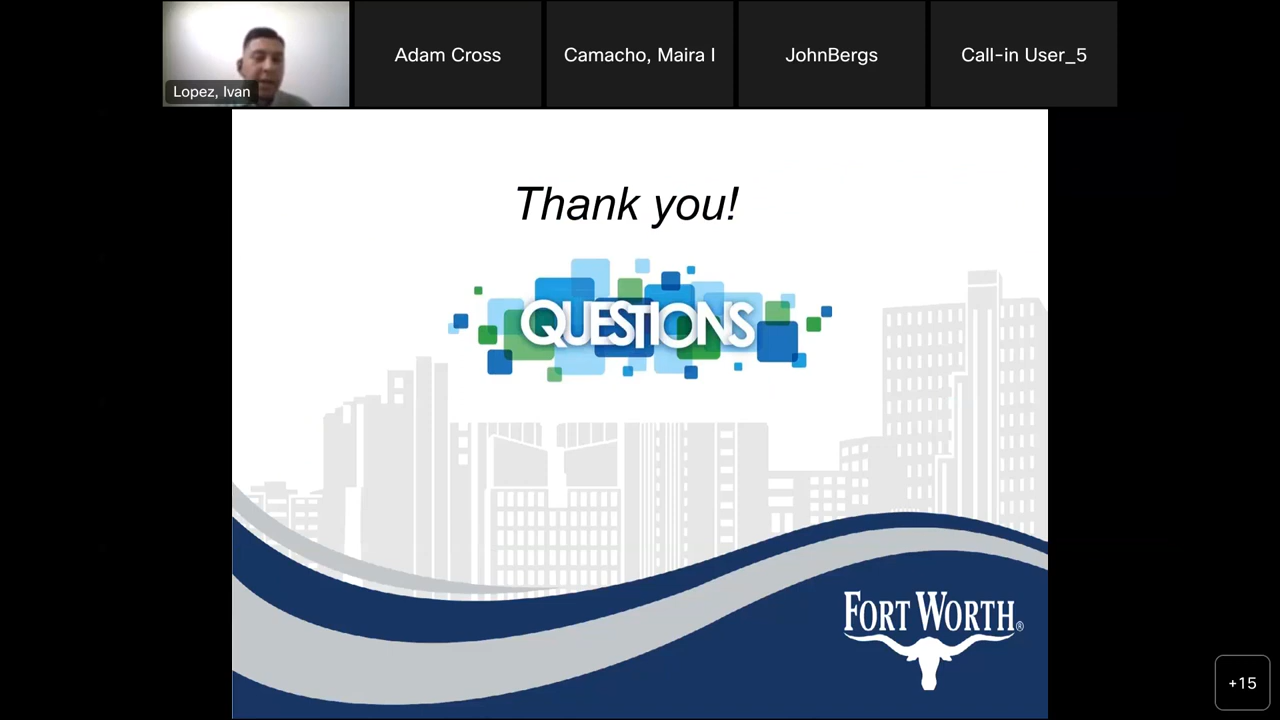 Lopez, Ivan
Adam Cross
Camacho, Maira I
JohnBergs
Call-in User_5
Thank you!
QUESTIONS
FORT WORTH®
+15